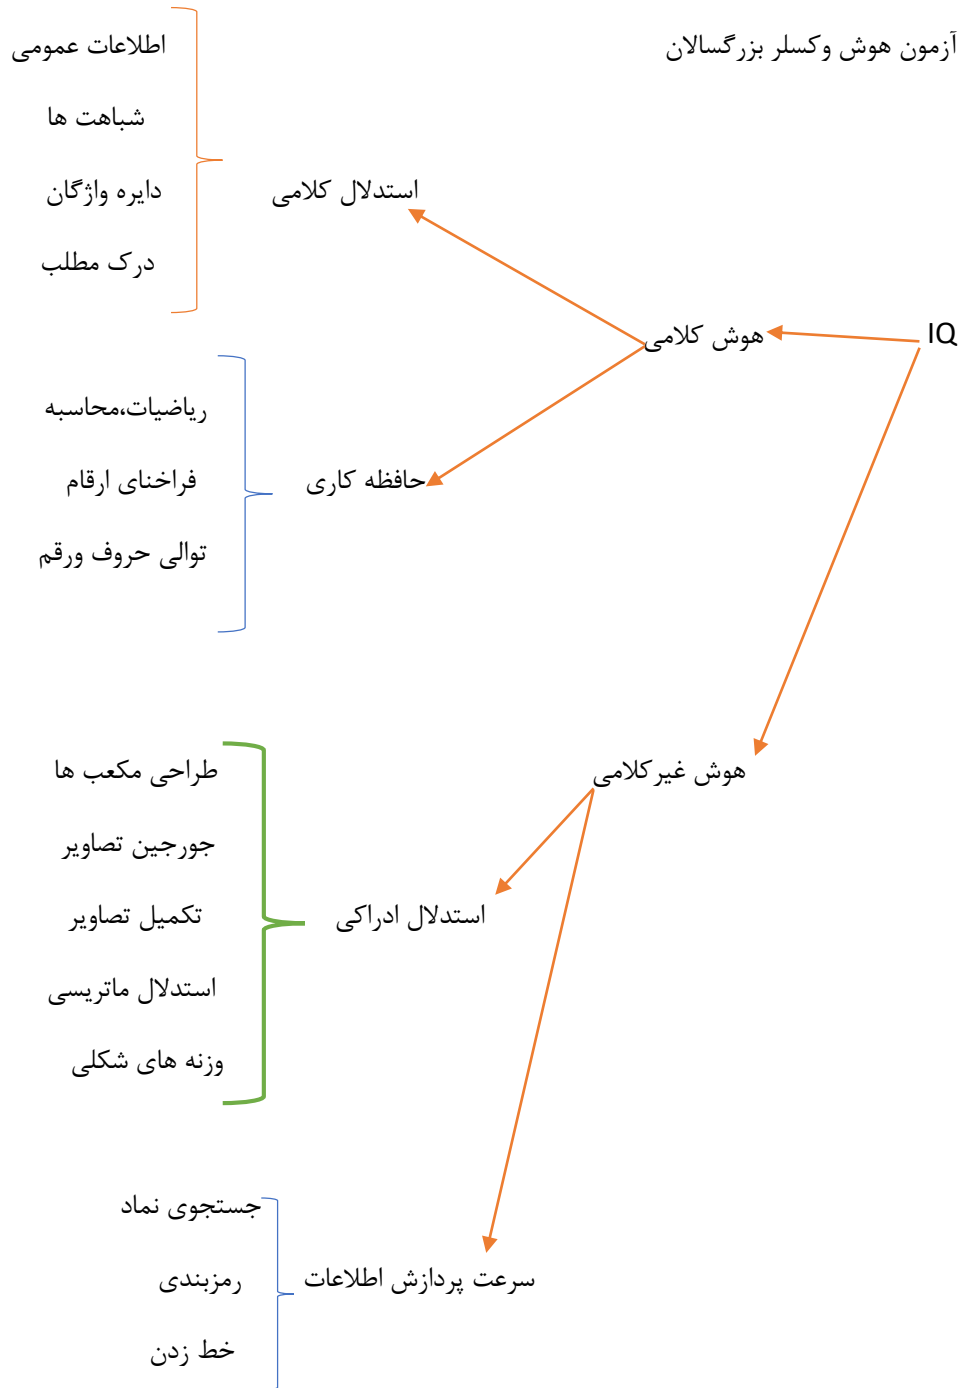 آزمون هوش وکسلر بزرگسالان
اطلاعات عمومی
شباهت ها
استدلال کلامی
دایره واژگان
درک مطلب
IQ
هوش کلامی
ریاضیات،محاسبه
حافظه کاری
فراخنای ارقام
توالی حروف ورقم
هوش غیرکلامی
طراحی مکعب ها
جورجین تصاویر
استدلال ادراکی
تکمیل تصاویر
استدلال ماتریسی
وزنه های شکلی
جستجوی نماد
سرعت پردازش اطلاعات
رمزبندی
خط زدن